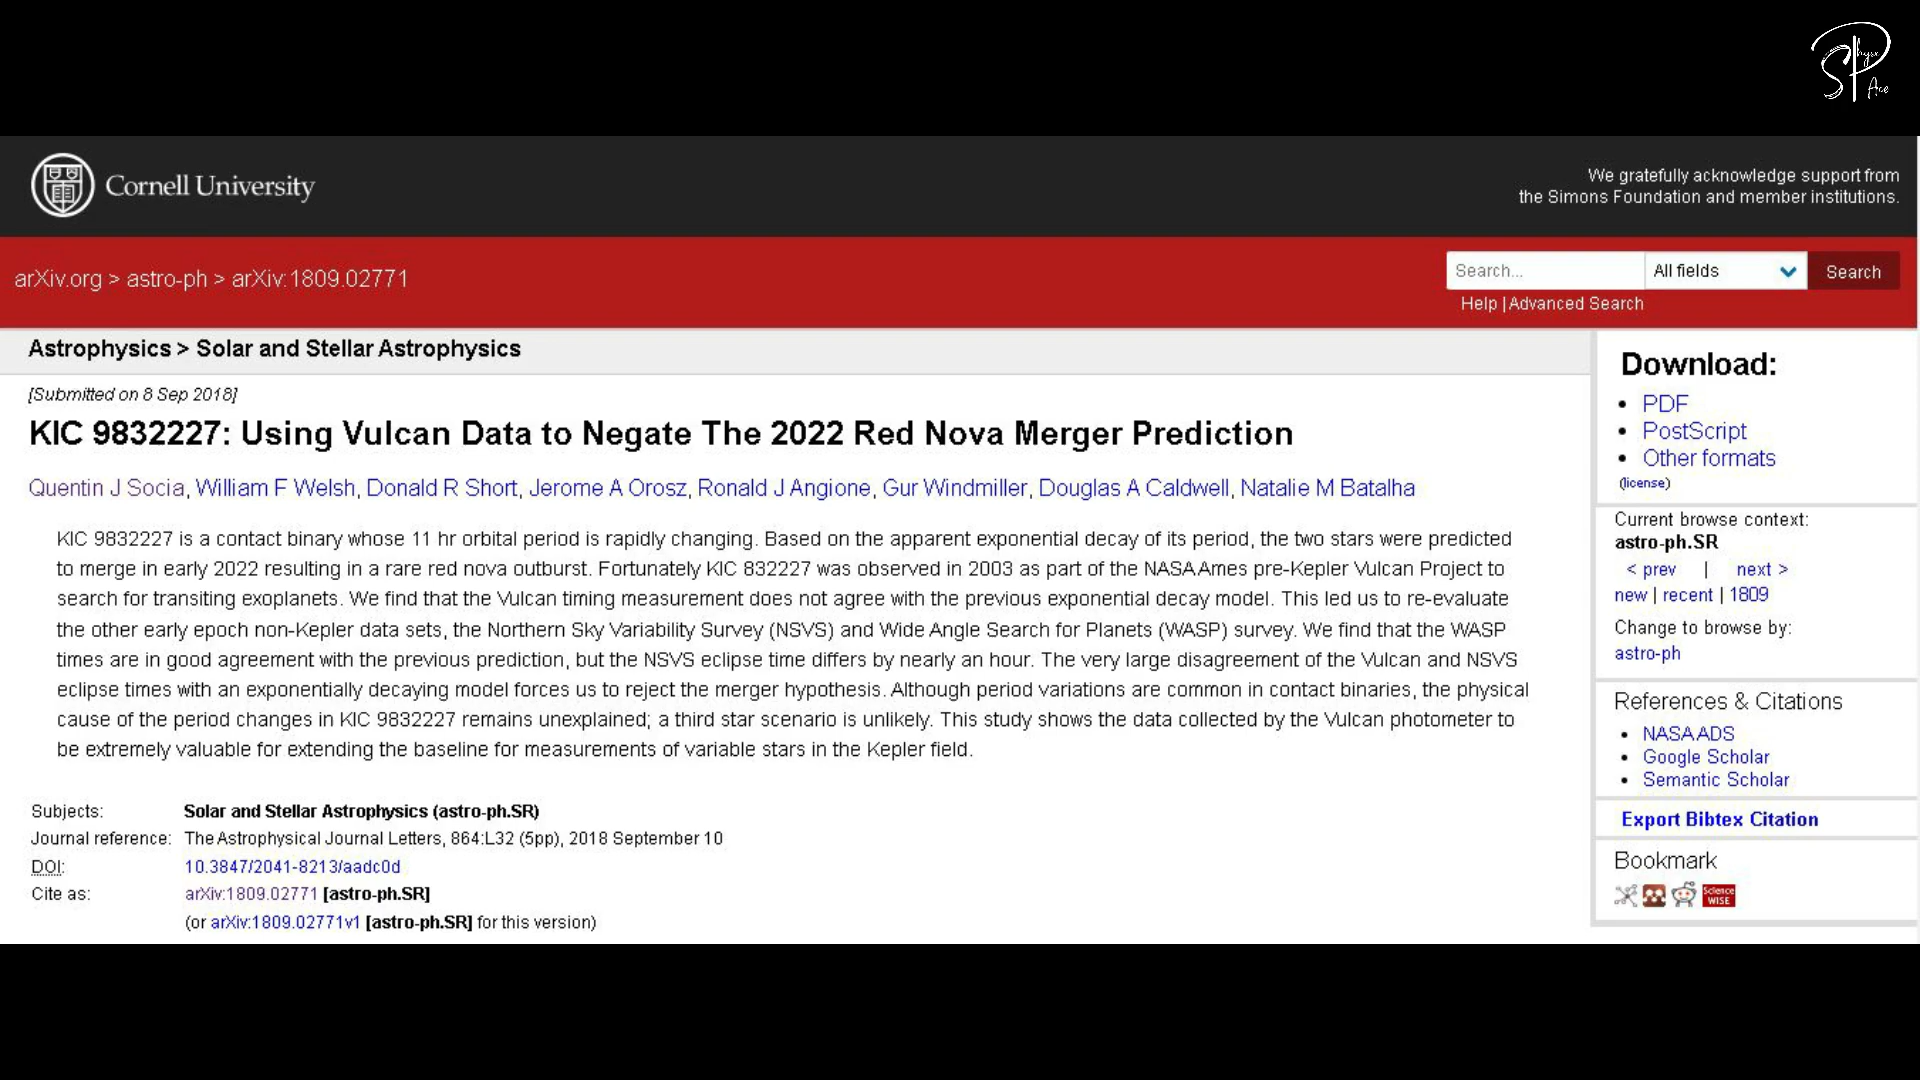 SPhysx
Ace
Cornell University
We gratefully acknowledge support from
the Simons Foundation and member institutions.
arXiv.org > astro-ph > arXiv:1809.02771
Search...
All fields
Search
Help | Advanced Search
Astrophysics > Solar and Stellar Astrophysics
[Submitted on 8 Sep 2018]
KIC 9832227: Using Vulcan Data to Negate The 2022 Red Nova Merger Prediction
Quentin J Socia, William F Welsh, Donald R Short, Jerome A Orosz, Ronald J Angione, Gur Windmiller, Douglas A Caldwell, Natalie M Batalha
KIC 9832227 is a contact binary whose 11 hr orbital period is rapidly changing. Based on the apparent exponential decay of its period, the two stars were predicted
to merge in early 2022 resulting in a rare red nova outburst. Fortunately KIC 832227 was observed in 2003 as part of the NASA Ames pre-Kepler Vulcan Project to
search for transiting exoplanets. We find that the Vulcan timing measurement does not agree with the previous exponential decay model. This led us to re-evaluate
the other early epoch non-Kepler data sets, the Northern Sky Variability Survey (NSVS) and Wide Angle Search for Planets (WASP) survey. We find that the WASP
times are in good agreement with the previous prediction, but the NSVS eclipse time differs by nearly an hour. The very large disagreement of the Vulcan and NSVS
eclipse times with an exponentially decaying model forces us to reject the merger hypothesis. Although period variations are common in contact binaries, the physical
cause of the period changes in KIC 9832227 remains unexplained; a third star scenario is unlikely. This study shows the data collected by the Vulcan photometer to
be extremely valuable for extending the baseline for measurements of variable stars in the Kepler field.
Subjects: Solar and Stellar Astrophysics (astro-ph.SR)
Journal reference: The Astrophysical Journal Letters, 864:L32 (5pp), 2018 September 10
DOI: 10.3847/2041-8213/aadc0d
Cite as: arXiv:1809.02771 [astro-ph.SR]
(or arXiv:1809.02771v1 [astro-ph.SR] for this version)
Download:
• PDF
• PostScript
• Other formats
(license)
Current browse context:
astro-ph.SR
< prev | next >
new | recent | 1809
Change to browse by:
astro-ph
References & Citations
• NASA ADS
• Google Scholar
• Semantic Scholar
Export Bibtex Citation
Bookmark
Science
WISE